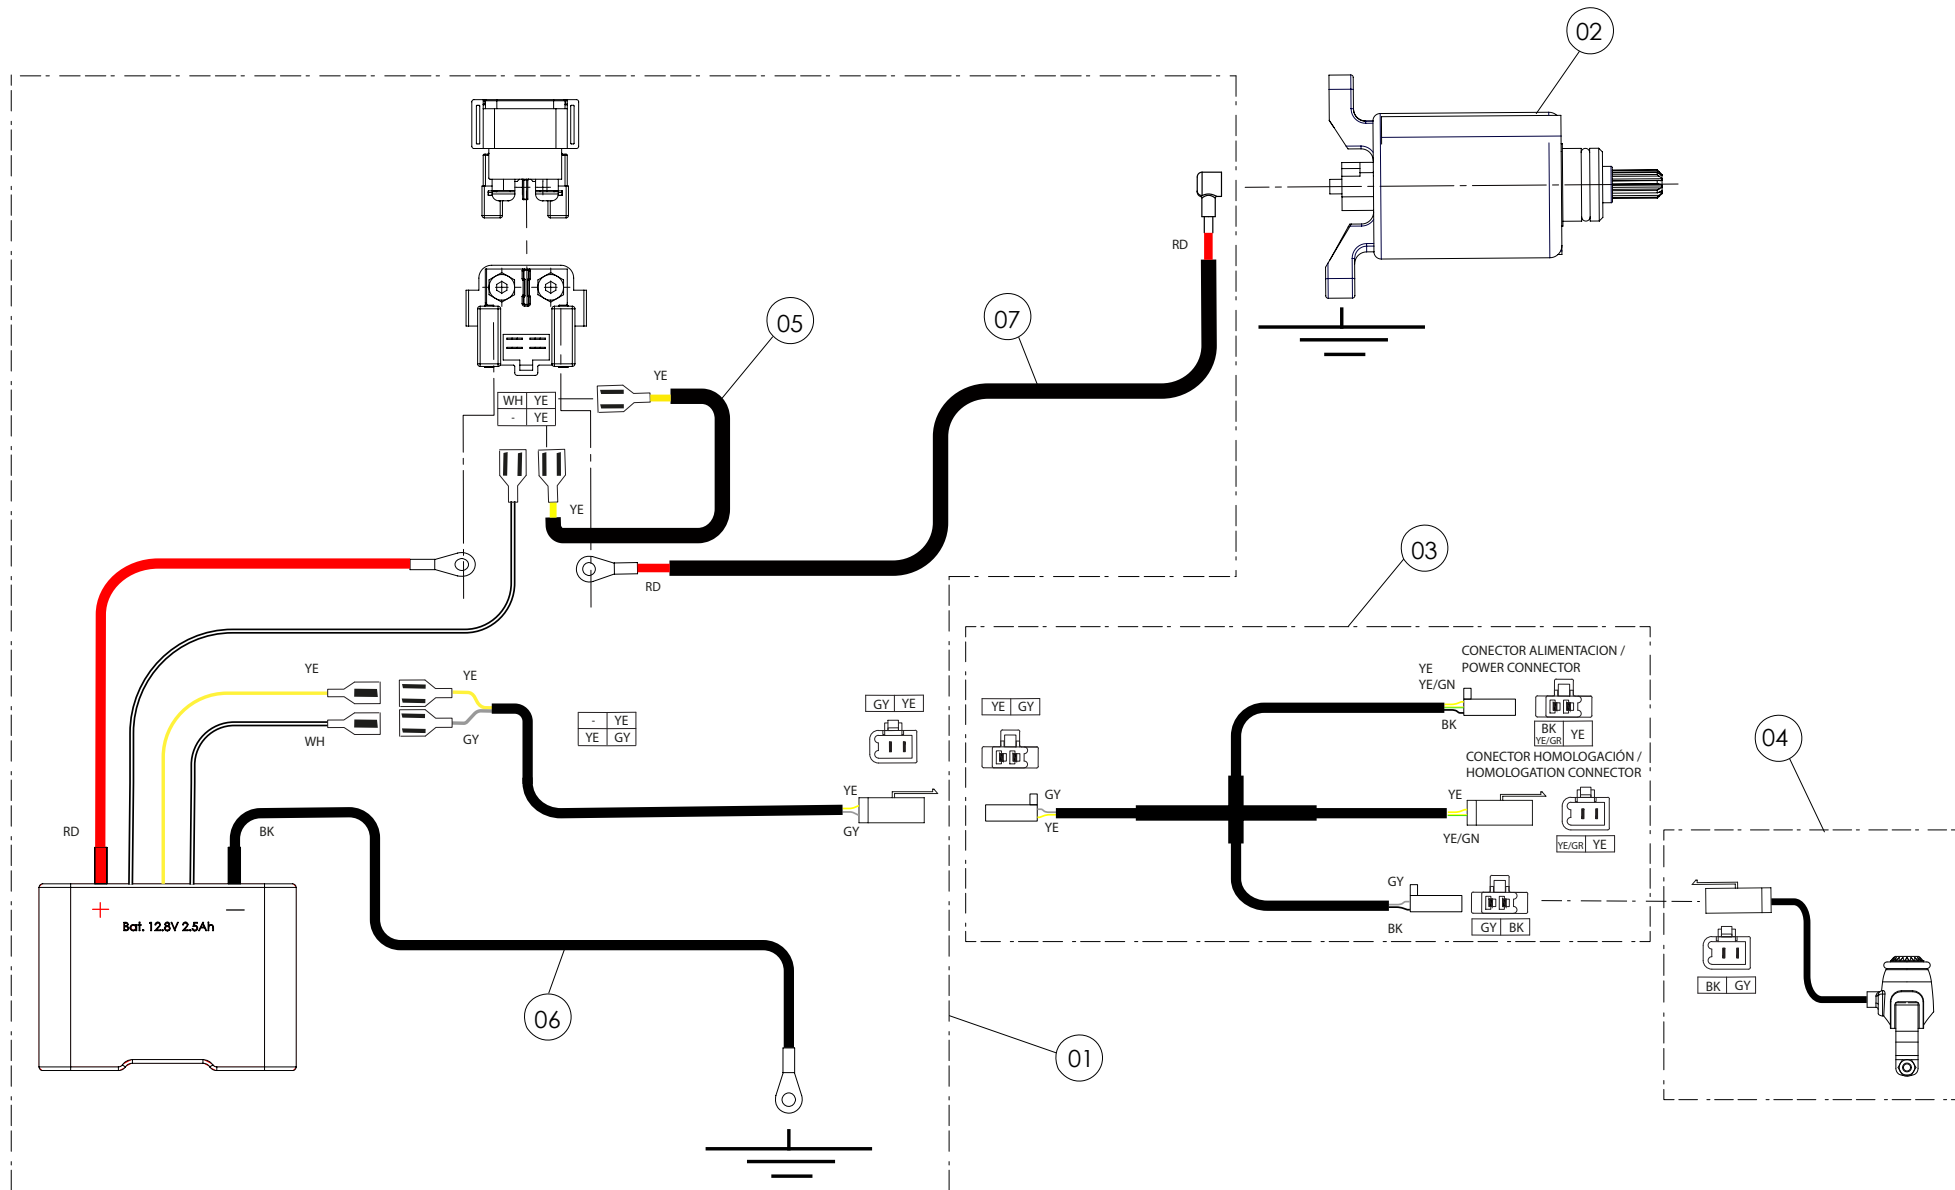 02
RD
05
07
YE
WH YE
- YE
YE
RD
03
CONECTOR ALIMENTACION /
POWER CONNECTOR
YE
YE/GN
BK
BK YE
YE/GR
CONECTOR HOMOLOGACIÓN /
HOMOLOGATION CONNECTOR
YE
YE/GN
YE/GR YE
YE
YE
WH
GY
- YE
YE GY
GY YE
YE GY
YE
GY
GY
YE
GY
BK
GY BK
04
BK GY
RD
BK
+
—
Bat. 12.8V 2.5Ah
06
01